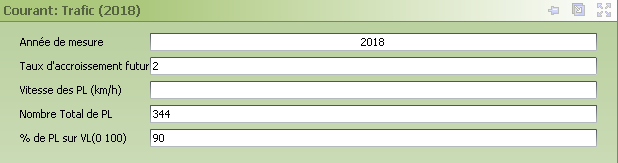 Courant: Trafic (2018)
Année de mesure 2018
Taux d'accroissement futur 2
Vitesse des PL (km/h)
Nombre Total de PL 344
% de PL sur VL(0 100) 90